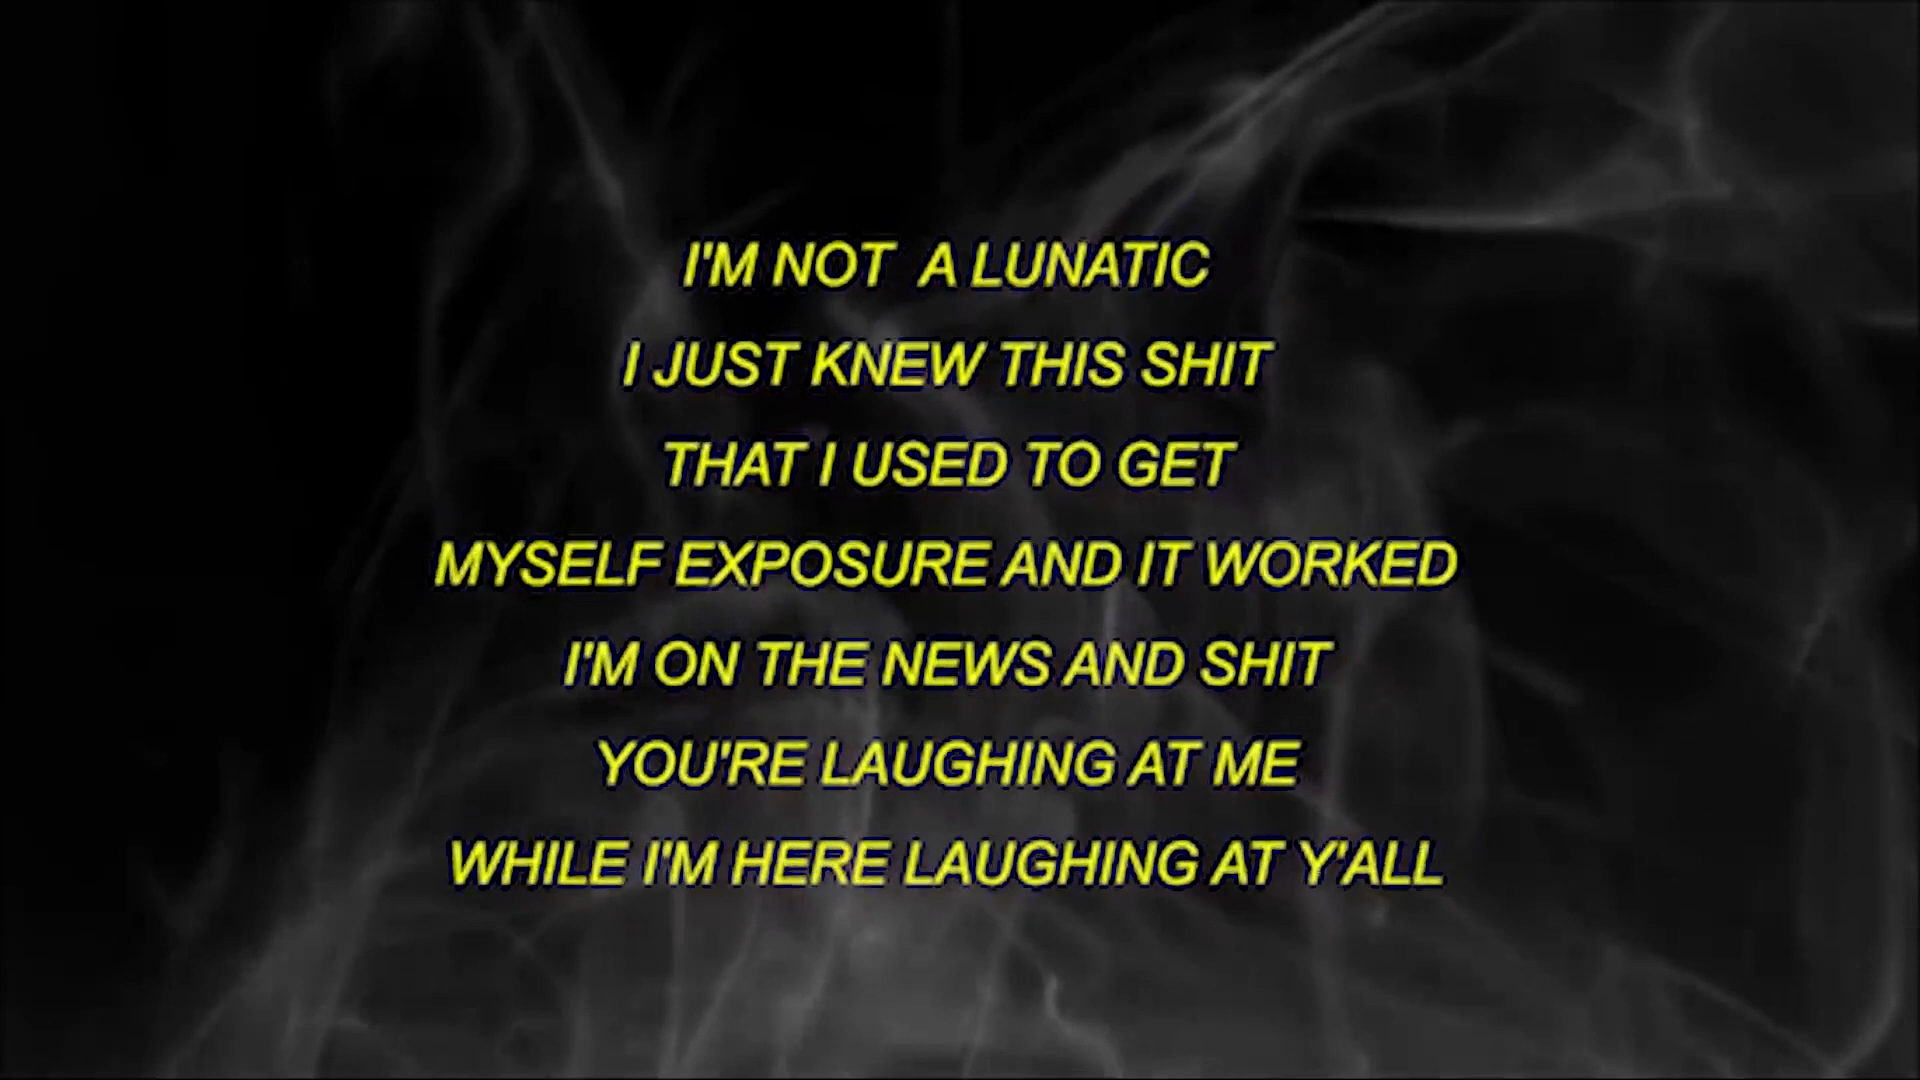 I'M NOT  A LUNATIC
I JUST KNEW THIS SHIT
THAT I USED TO GET
MYSELF EXPOSURE AND IT WORKED
I'M ON THE NEWS AND SHIT
YOU'RE LAUGHING AT ME
WHILE I'M HERE LAUGHING AT Y'ALL